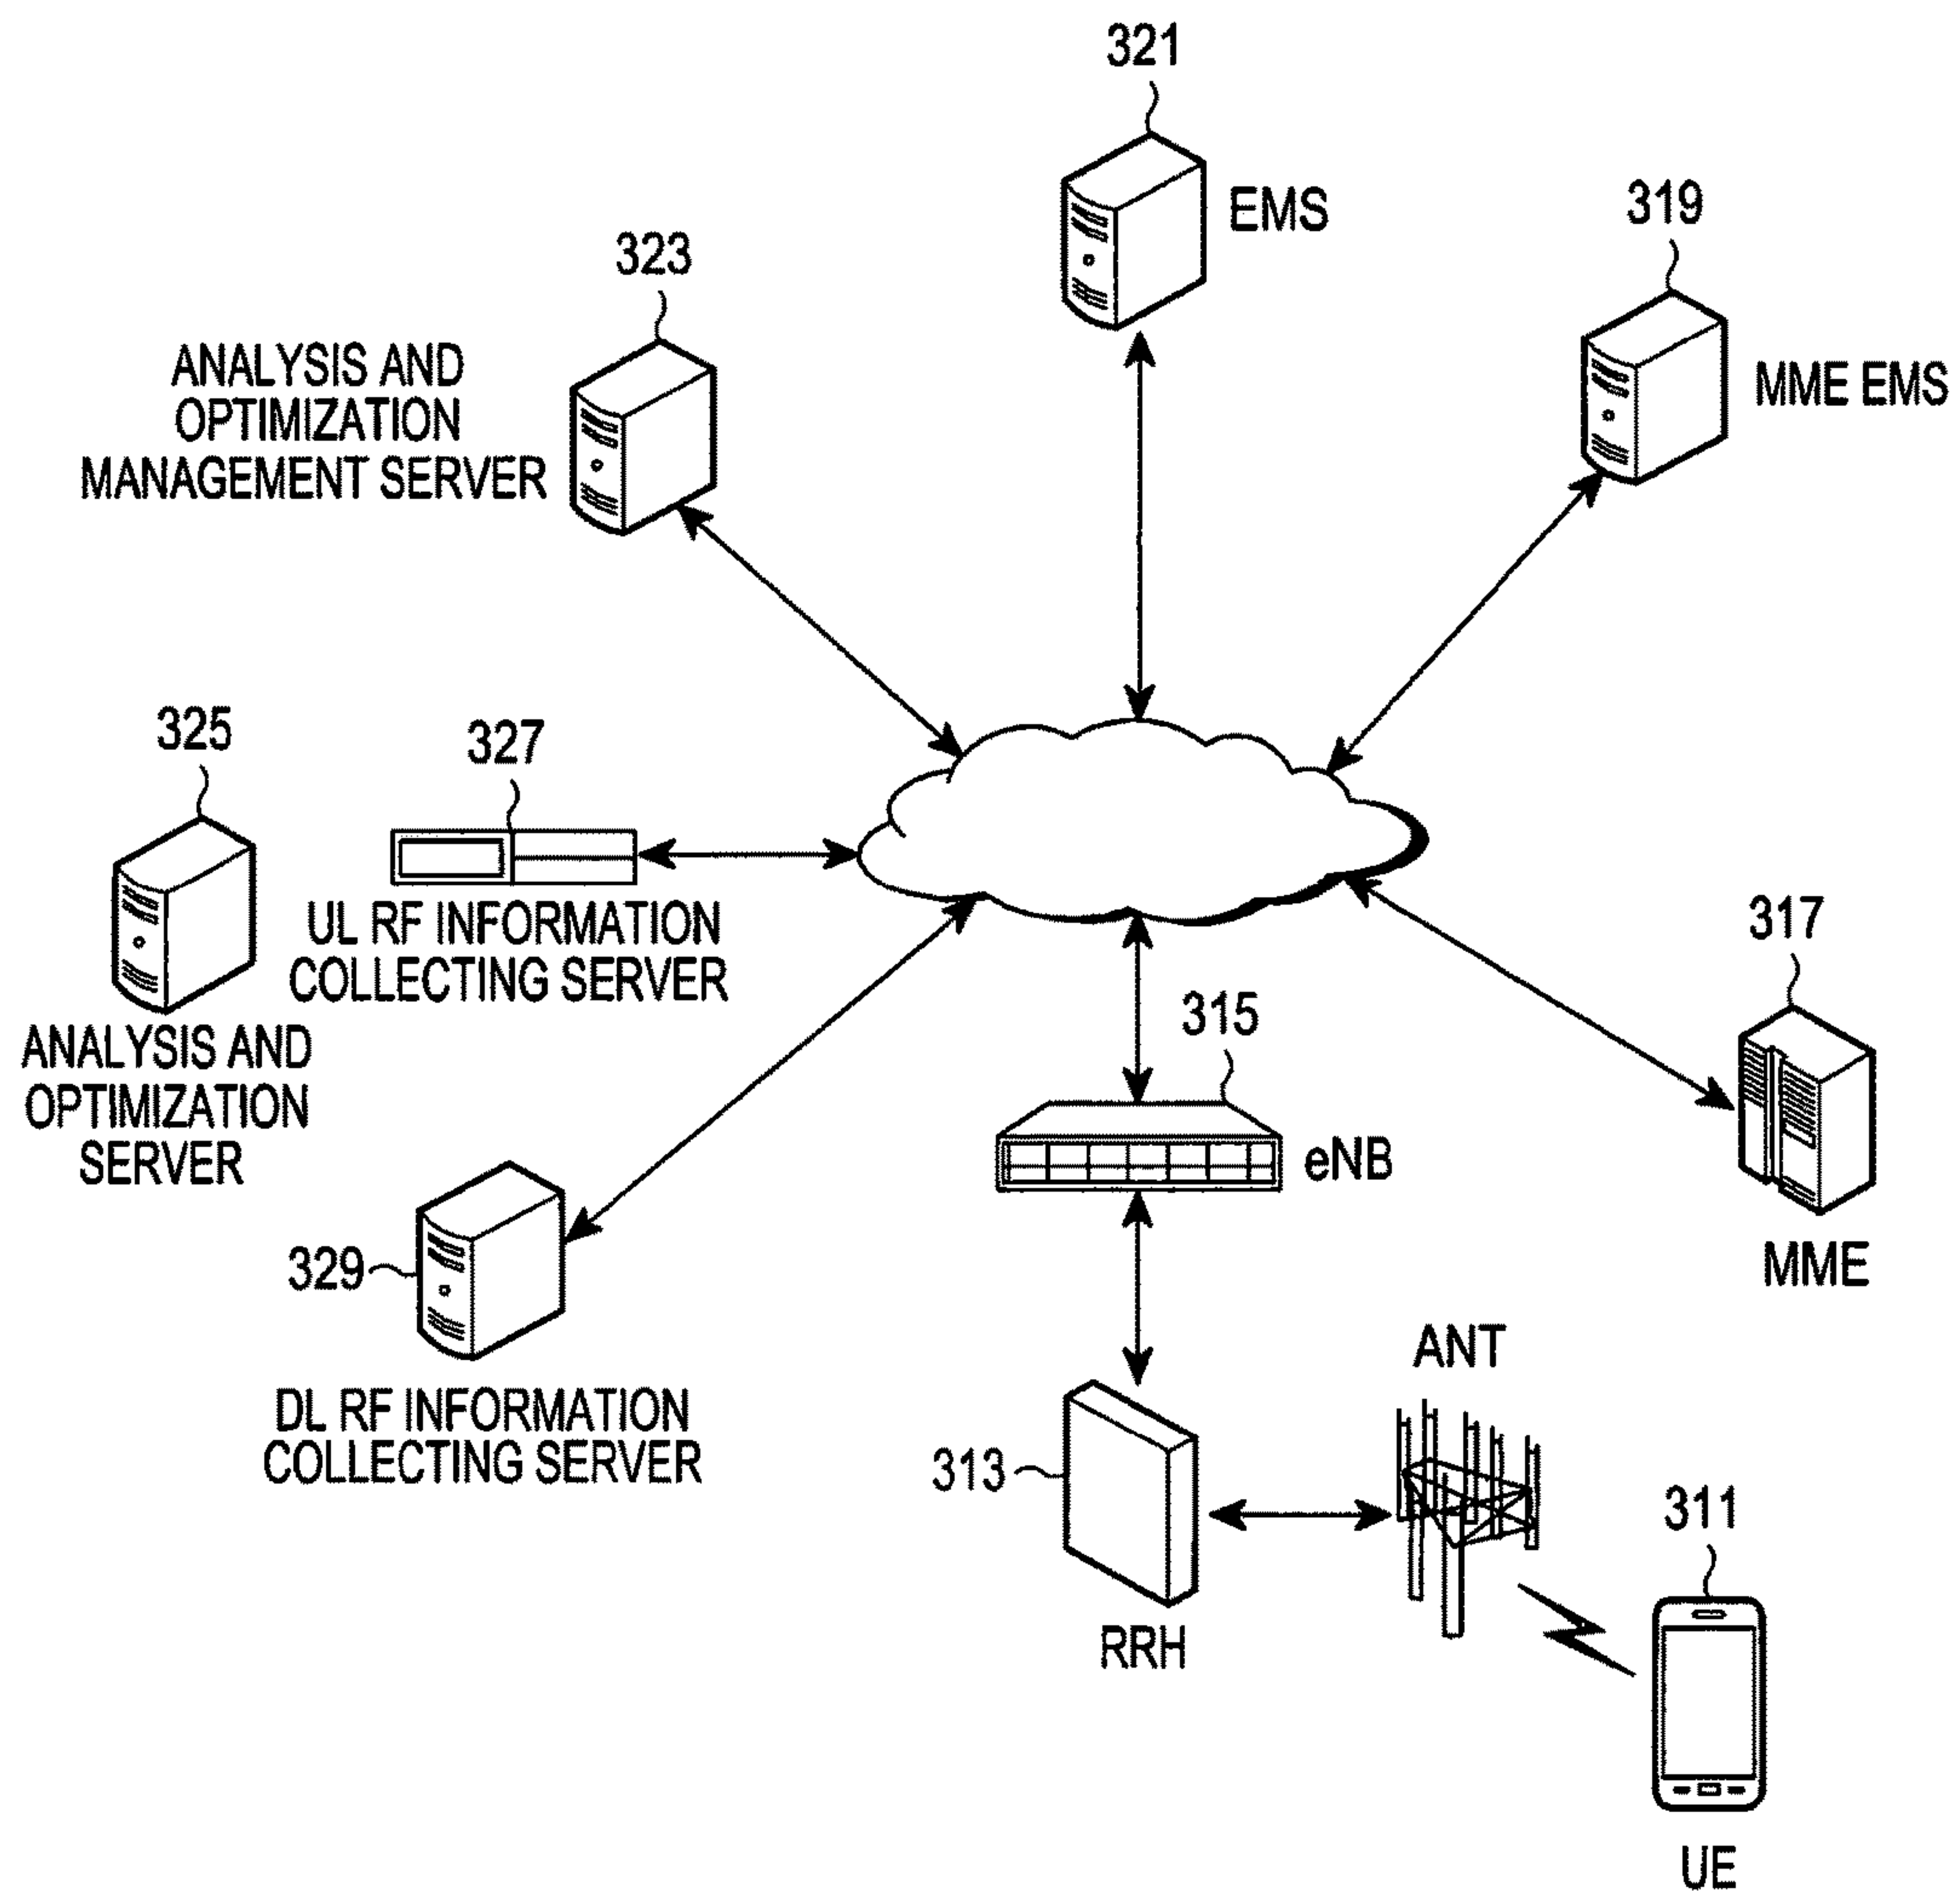 321
EMS
319
MME EMS
323
ANALYSIS AND
OPTIMIZATION
MANAGEMENT SERVER
325
327
UL RF INFORMATION
COLLECTING SERVER
ANALYSIS AND
OPTIMIZATION
SERVER
317
MME
315
eNB
329
DL RF INFORMATION
COLLECTING SERVER
313
RRH
ANT
311
UE